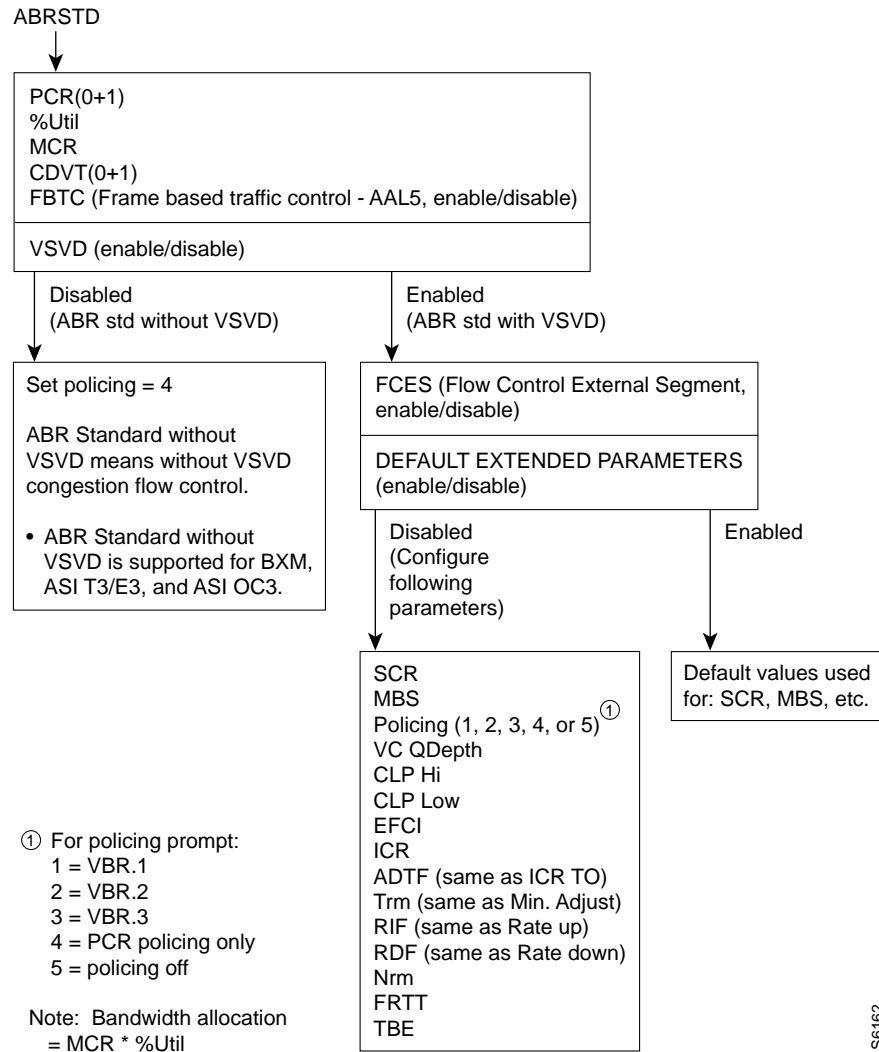 ABRSTD
PCR(0+1)
%Util
MCR
CDVT(0+1)
FBTC (Frame based traffic control - AAL5, enable/disable)
VSVD (enable/disable)
Disabled
(ABR std without VSVD)
Enabled
(ABR std with VSVD)
Set policing = 4
ABR Standard without
VSVD means without VSVD
congestion flow control.
• ABR Standard without
VSVD is supported for BXM,
ASI T3/E3, and ASI OC3.
FCES (Flow Control External Segment,
enable/disable)
DEFAULT EXTENDED PARAMETERS
(enable/disable)
Disabled
(Configure
following
parameters)
Enabled
SCR
MBS
Policing (1, 2, 3, 4, or 5) ①
VC QDepth
CLP Hi
CLP Low
EFCI
ICR
ADTF (same as ICR TO)
Trm (same as Min. Adjust)
RIF (same as Rate up)
RDF (same as Rate down)
Nrm
FRTT
TBE
Default values used
for: SCR, MBS, etc.
① For policing prompt:
1 = VBR.1
2 = VBR.2
3 = VBR.3
4 = PCR policing only
5 = policing off
Note: Bandwidth allocation
= MCR * %Util
S6162